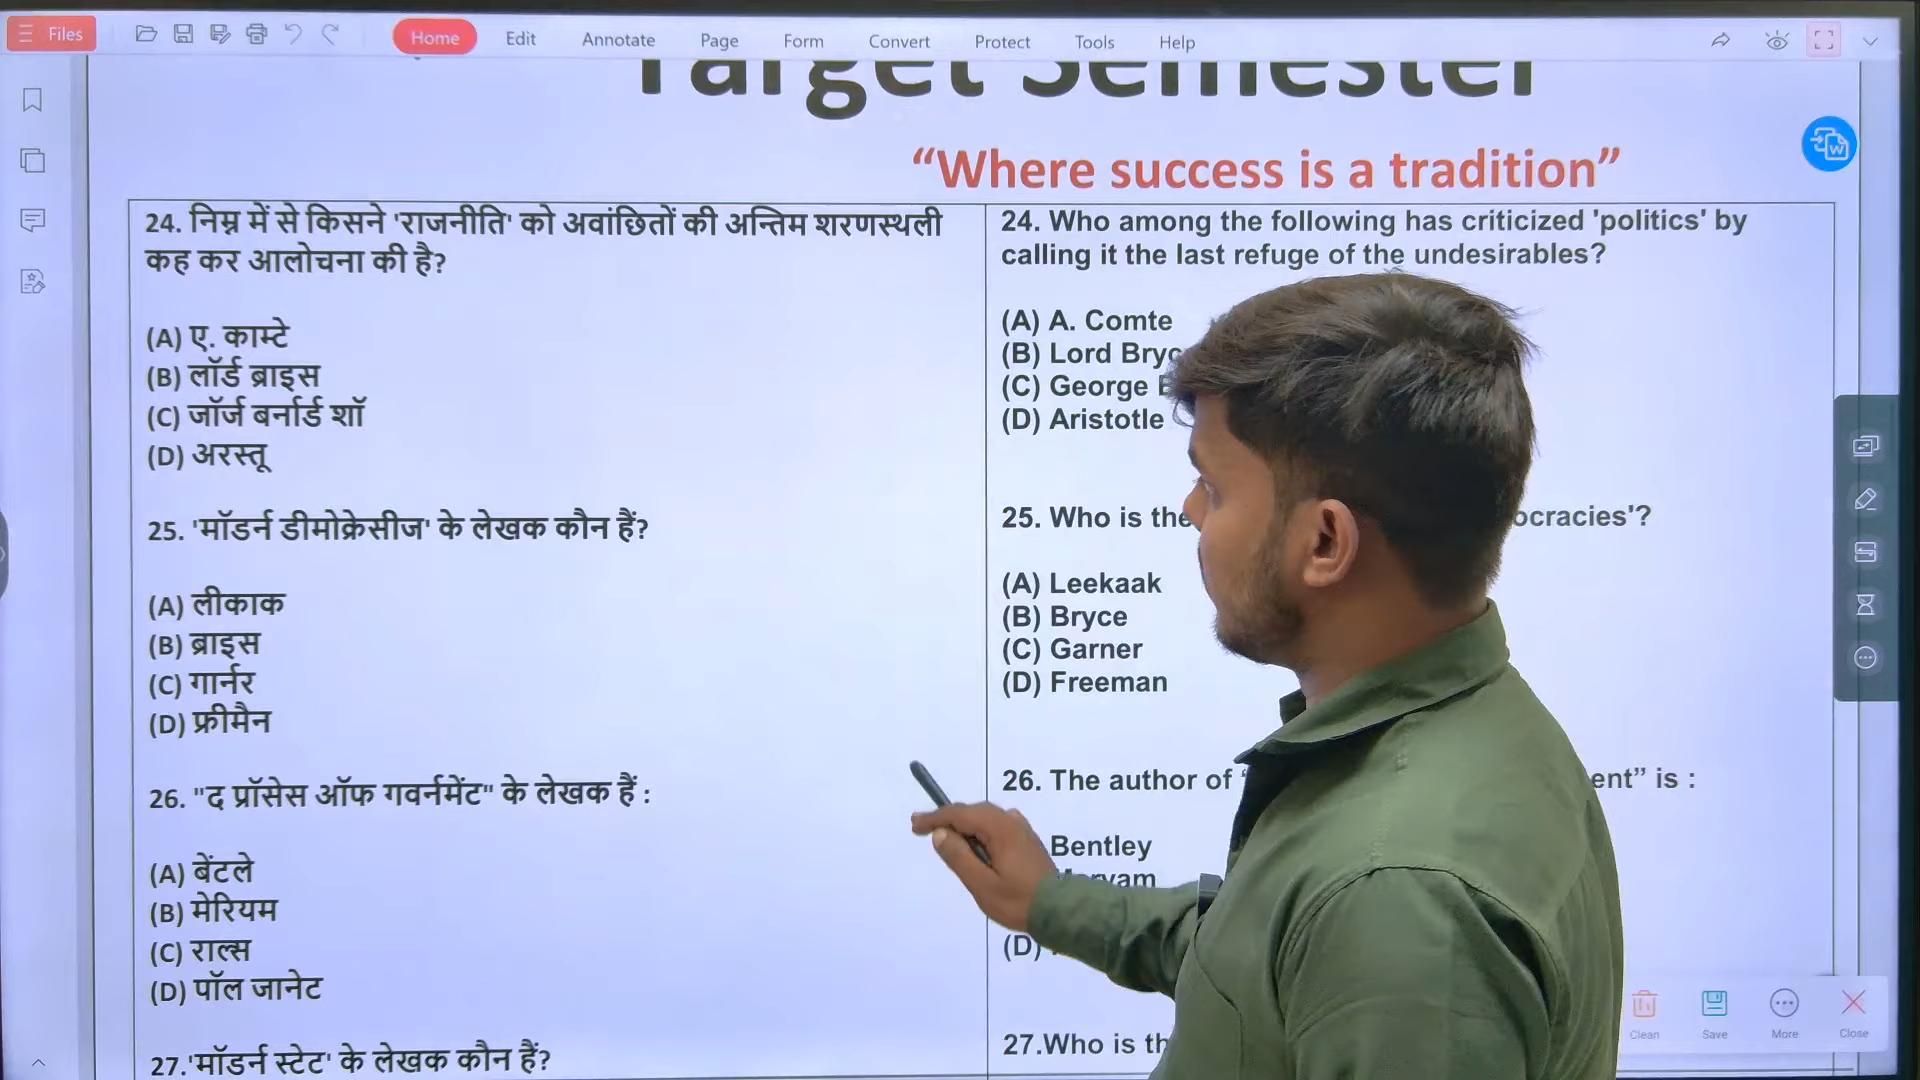 Files
Home Edit Annotate Page Form Convert Protect Tools Help
Target Semester
“Where success is a tradition”
24. निम्न में से किसने 'राजनीति' को अवांछितों की अन्तिम शरणस्थली
कह कर आलोचना की है?
(A) ए. काम्टे
(B) लॉर्ड ब्राइस
(C) जॉर्ज बर्नार्ड शॉ
(D) अरस्तू
25. 'मॉडर्न डीमोक्रेसीज' के लेखक कौन हैं?
(A) लीकाक
(B) ब्राइस
(C) गार्नर
(D) फ्रीमैन
26. "द प्रॉसेस ऑफ गवर्नमेंट" के लेखक हैं :
(A) बेंटले
(B) मेरियम
(C) राल्स
(D) पॉल जानेट
27.'मॉडर्न स्टेट' के लेखक कौन हैं?
24. Who among the following has criticized 'politics' by
calling it the last refuge of the undesirables?
(A) A. Comte
(B) Lord Bryc
(C) George
(D) Aristotle
25. Who is the ocracies'?
(A) Leekaak
(B) Bryce
(C) Garner
(D) Freeman
26. The author of ent” is :
Bentley
(D)
27.Who is th
Clean Save More Close